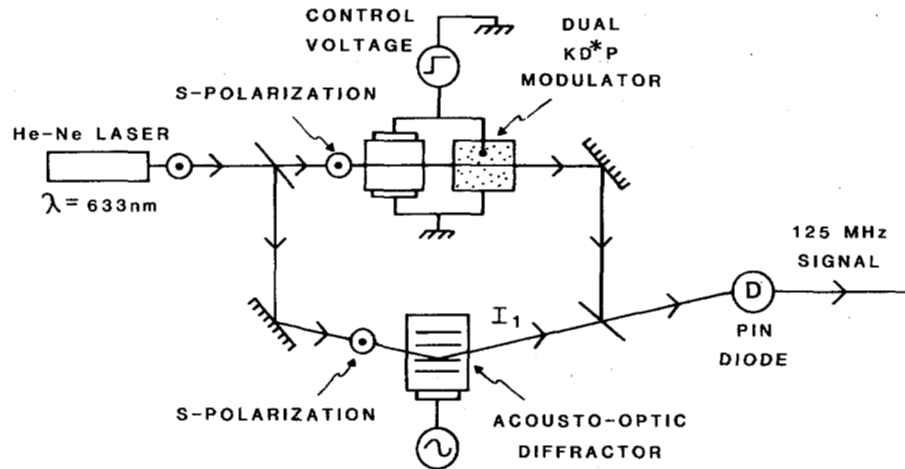 CONTROL
VOLTAGE
DUAL
KD*P
MODULATOR
S-POLARIZATION
He-Ne LASER
λ = 633nm
125 MHz
SIGNAL
I₁
D
PIN
DIODE
S-POLARIZATION
ACOUSTO-OPTIC
DIFFRACTOR